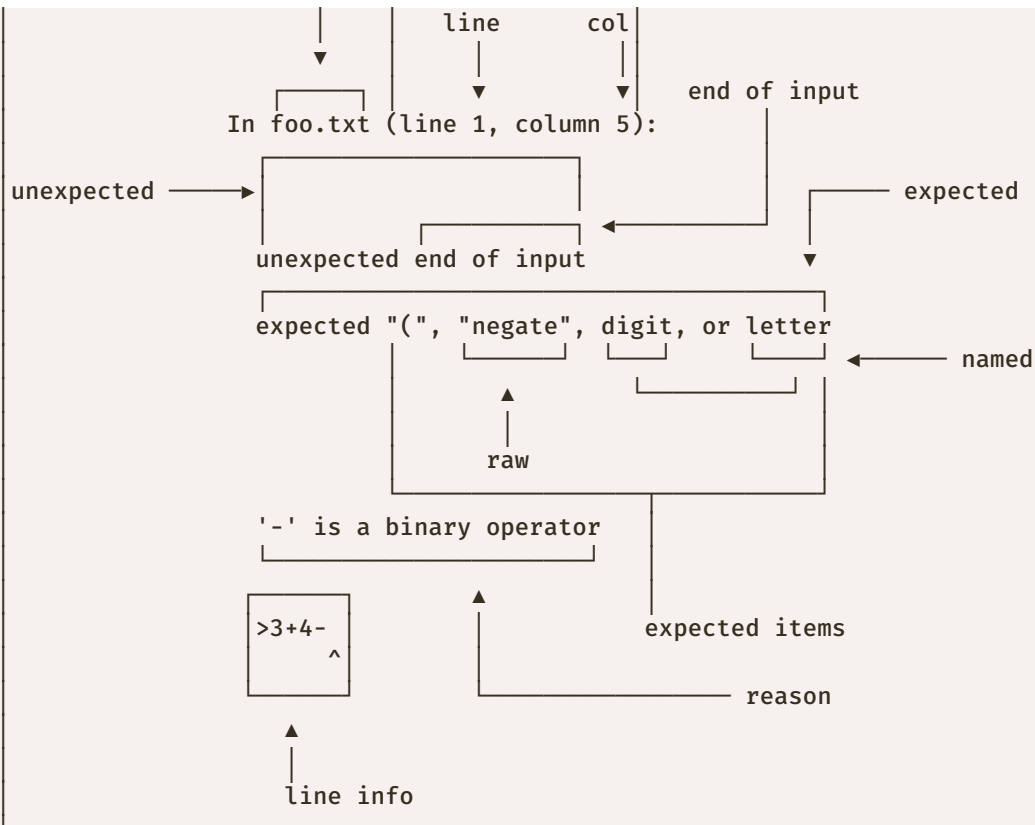 line col
end of input
In foo.txt (line 1, column 5):
unexpected
expected
unexpected end of input
expected "(", "negate", digit, or letter
named
raw
'-' is a binary operator
>3+4-
^
expected items
reason
line info